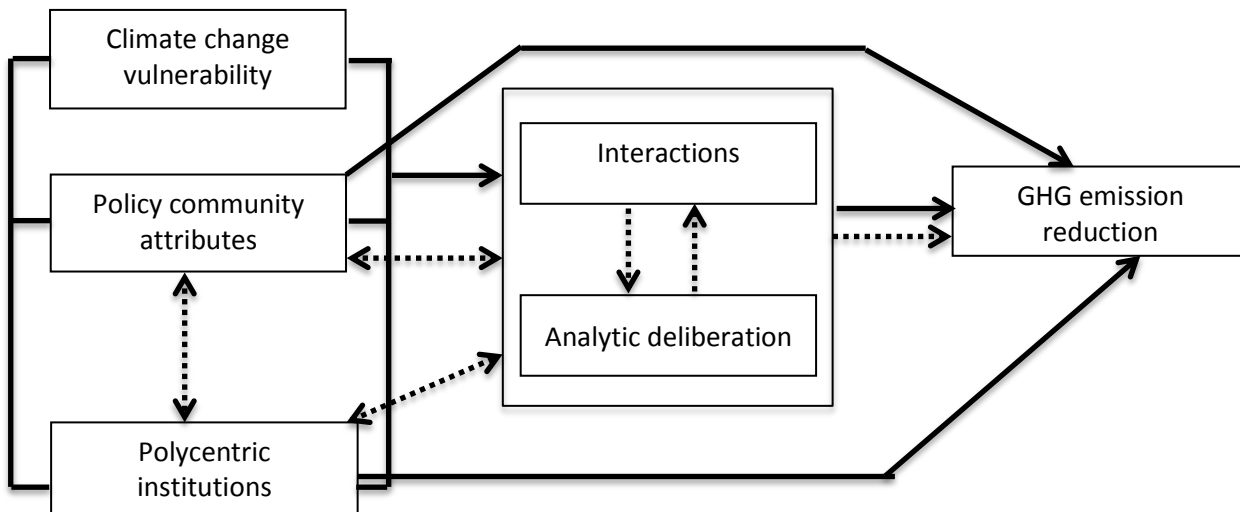 Climate change
vulnerability
Policy community
attributes
Polycentric
institutions
Interactions
Analytic deliberation
GHG emission
reduction